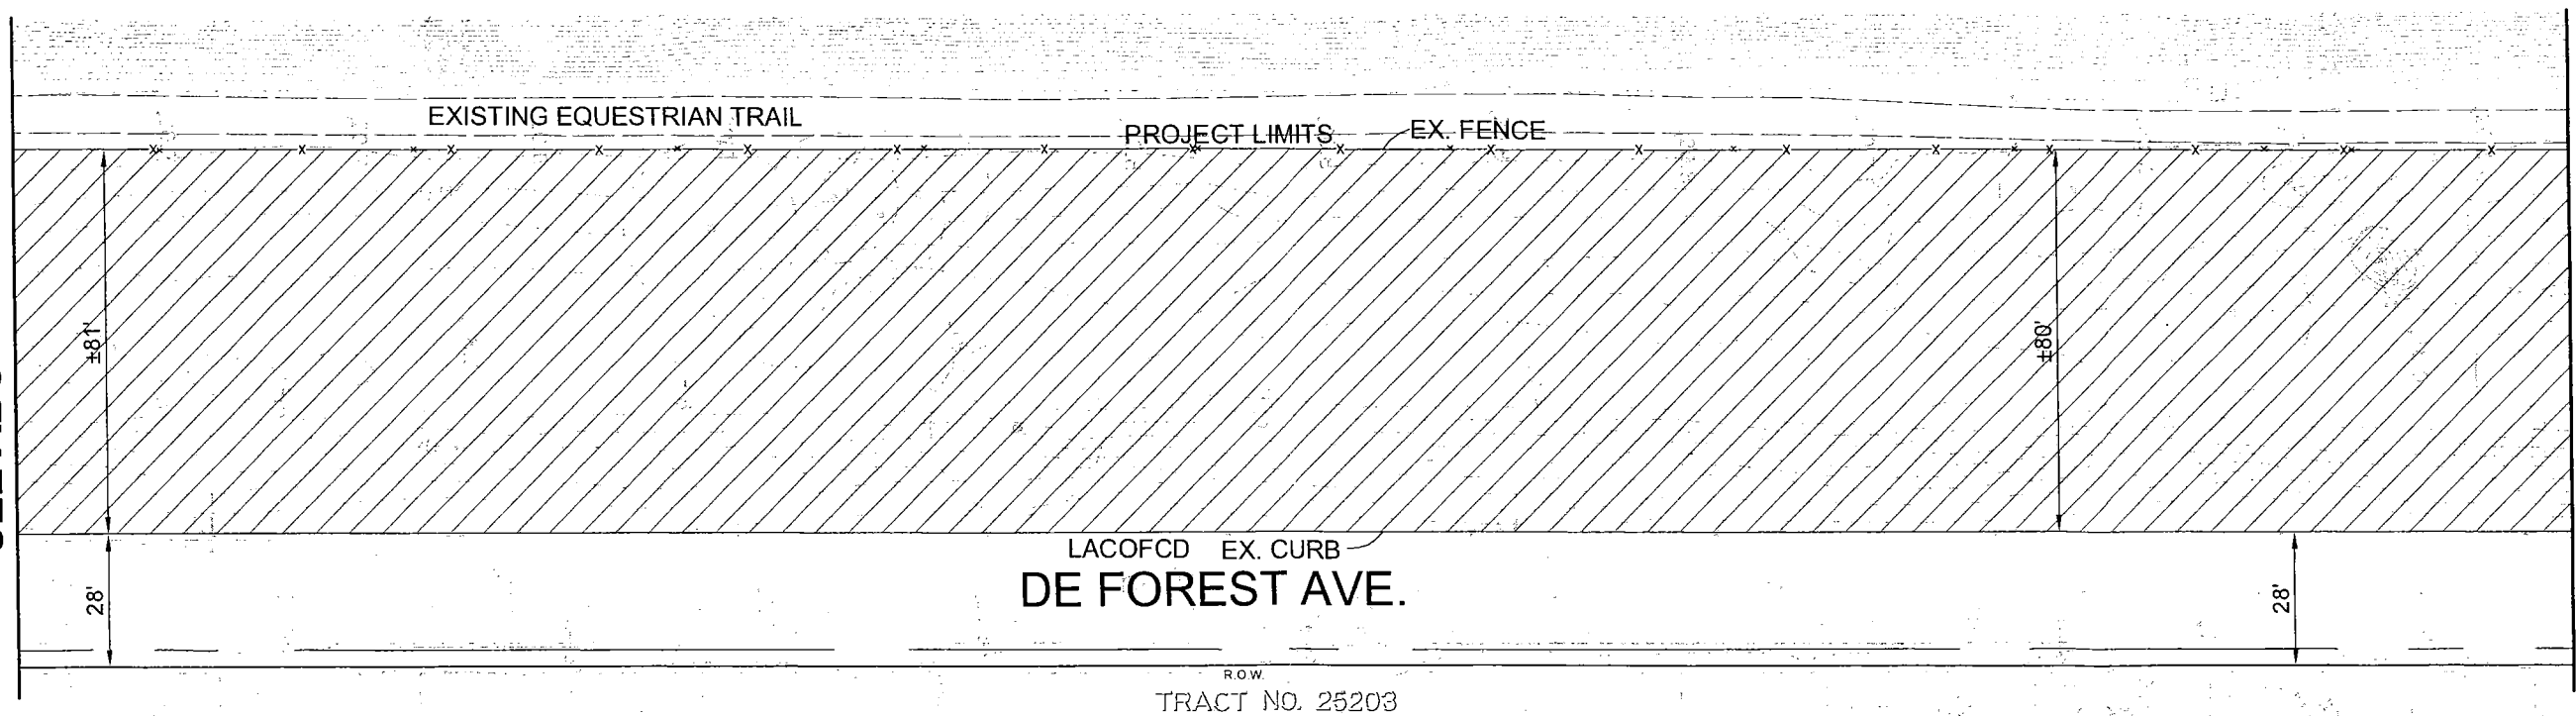 EXISTING EQUESTRIAN TRAIL
PROJECT LIMITS
EX. FENCE
±81'
±80'
LACOFCD EX. CURB
DE FOREST AVE.
28'
28'
R.O.W.
TRACT NO. 25203